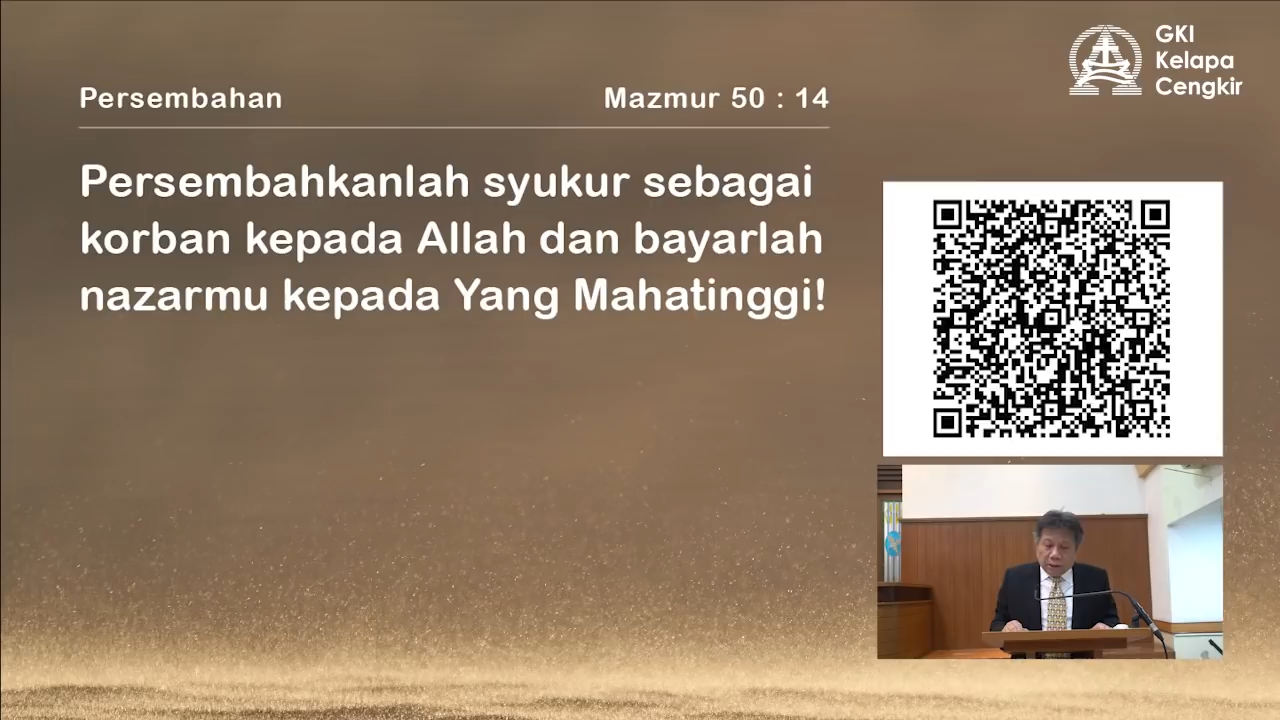 GKI
Kelapa
Cengkir
Persembahan
Mazmur 50 : 14
Persembahkanlah syukur sebagai
korban kepada Allah dan bayarlah
nazarmu kepada Yang Mahatinggi!